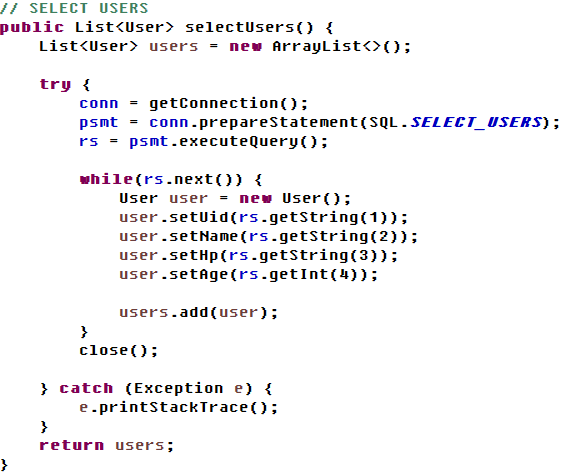 // SELECT USERS
public List<User> selectUsers() {
    List<User> users = new ArrayList<>();

    try {
        conn = getConnection();
        psmt = conn.prepareStatement(SQL.SELECT_USERS);
        rs = psmt.executeQuery();

        while(rs.next()) {
            User user = new User();
            user.setUid(rs.getString(1));
            user.setName(rs.getString(2));
            user.setHp(rs.getString(3));
            user.setAge(rs.getInt(4));

            users.add(user);
        }
        close();

    } catch (Exception e) {
        e.printStackTrace();
    }
    return users;
}